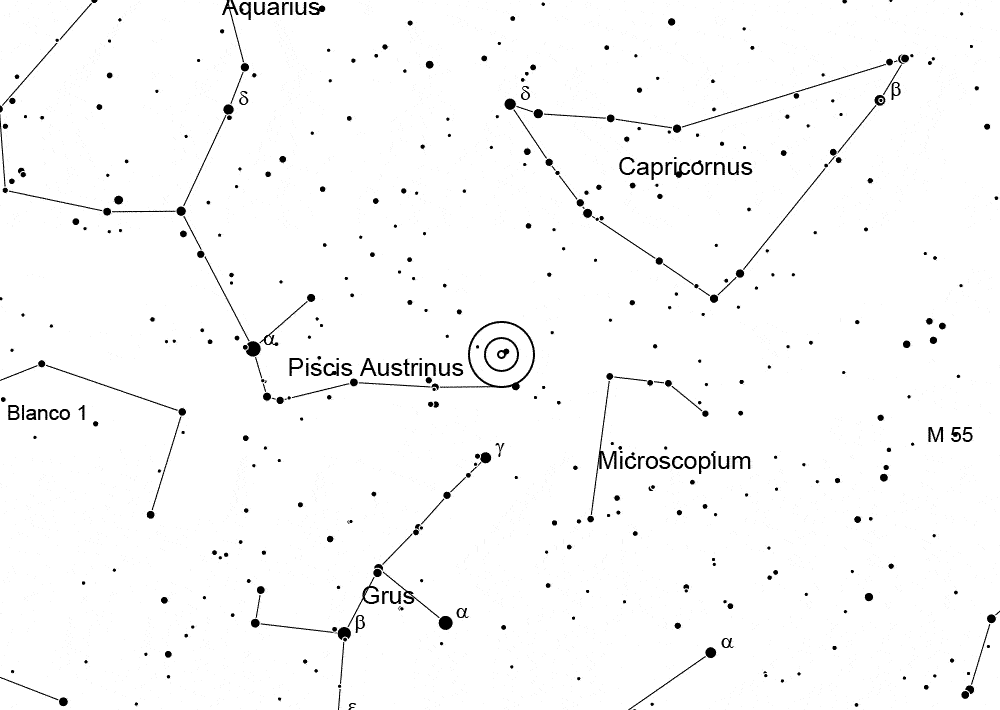 Aquarius
δ
δ
β
Capricornus
α
Piscis Austrinus
Blanco 1
M 55
γ
Microscopium
Grus
α
β
α
ε